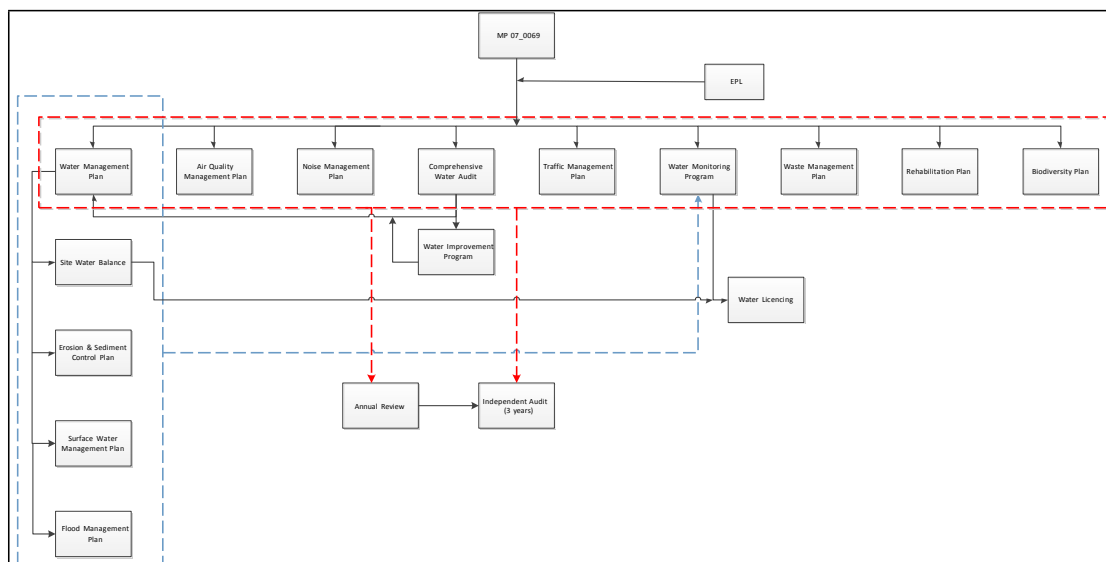 MP 07_0069
EPL
Water Management
Plan
Air Quality
Management Plan
Noise Management
Plan
Comprehensive
Water Audit
Traffic Management
Plan
Water Monitoring
Program
Waste Management
Plan
Rehabilitation Plan
Biodiversity Plan
Water Improvement
Program
Site Water Balance
Water Licencing
Erosion & Sediment
Control Plan
Annual Review
Independent Audit
(3 years)
Surface Water
Management Plan
Flood Management
Plan